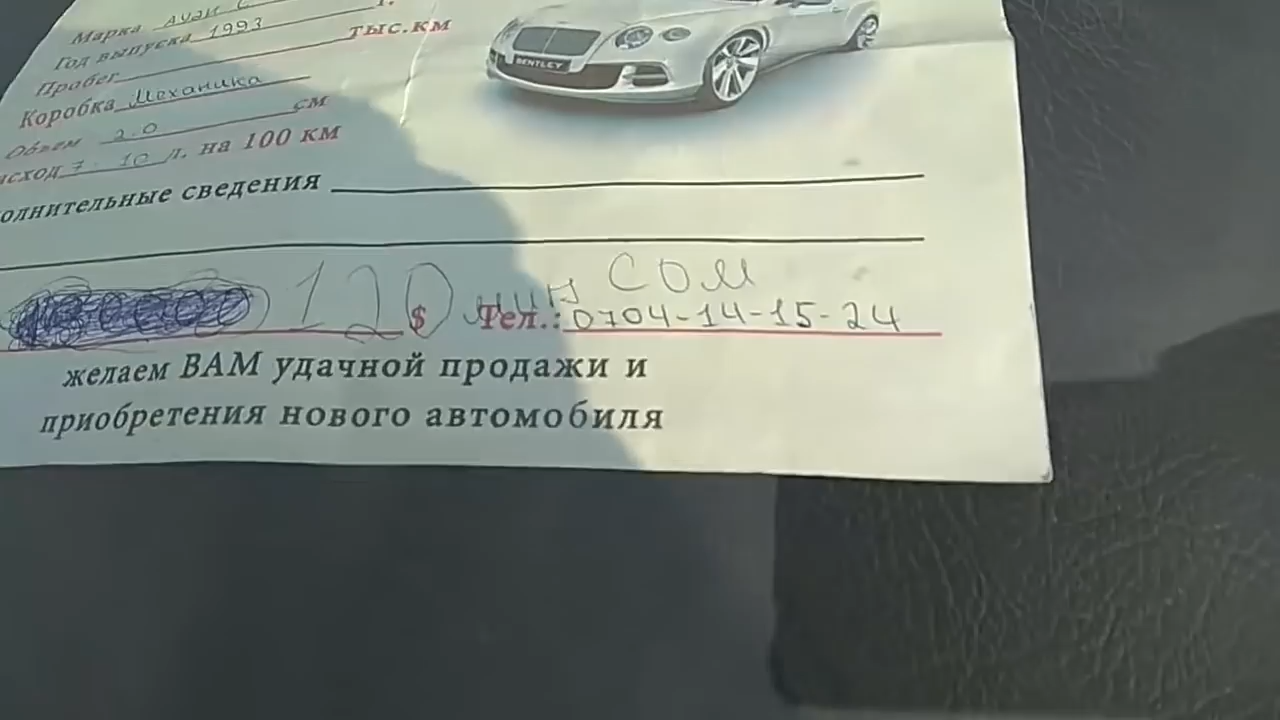 Марка Ауди С
Год выпуска 1993 г.
Пробег тыс.км
Коробка Механика
BENTLEY
Объем 2.0 см
асход 7-10 л. на 100 км
олнительные сведения
120 мин сом
$ Тел.: 0704-14-15-24
желаем ВАМ удачной продажи и
приобретения нового автомобиля